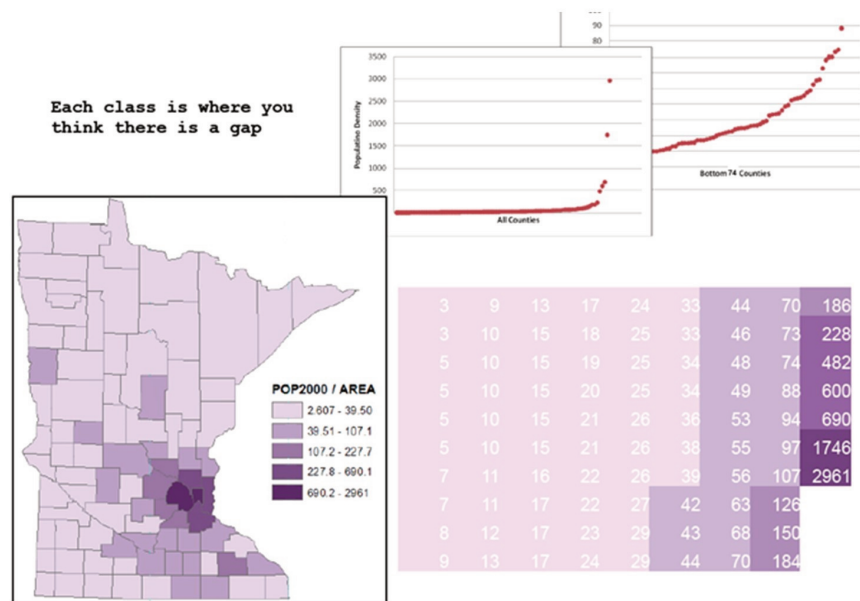 90
80
3500
3000
2500
2000
1500
1000
500
Population Density
All Counties
Bottom 74 Counties
Each class is where you
think there is a gap
POP2000 / AREA
2.607 - 39.50
39.51 - 107.1
107.2 - 227.7
227.8 - 690.1
690.2 - 2961
3 9 13 17 24 33 44 70 186
3 10 15 18 25 33 46 73 228
5 10 15 19 25 34 48 74 482
5 10 15 20 25 34 49 88 600
5 10 15 21 26 36 53 94 690
5 10 15 21 26 38 55 97 1746
7 11 16 22 26 39 56 107 2961
7 11 17 22 27 42 63 126
8 12 17 23 29 43 68 150
9 13 17 24 29 44 70 184